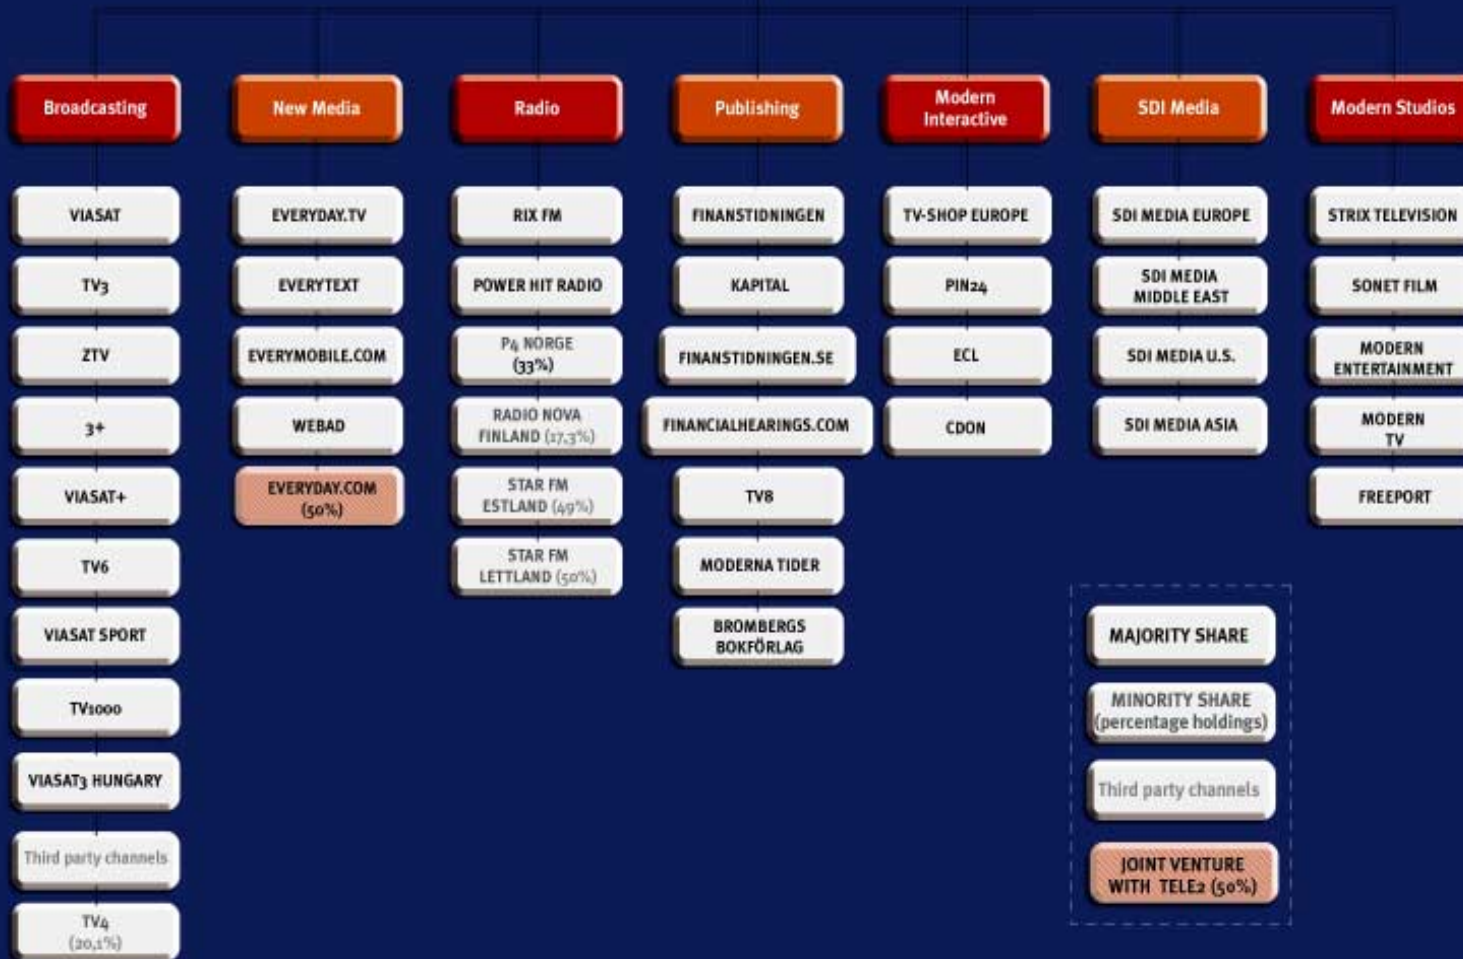 Broadcasting
VIASAT
TV3
ZTV
3+
VIASAT+
TV6
VIASAT SPORT
TV1000
VIASAT3 HUNGARY
Third party channels
TV4
(20,1%)
New Media
EVERYDAY.TV
EVERYTEXT
EVERYMOBILE.COM
WEBAD
EVERYDAY.COM
(50%)
Radio
RIX FM
POWER HIT RADIO
P4 NORGE
(33%)
RADIO NOVA
FINLAND (17,3%)
STAR FM
ESTLAND (49%)
STAR FM
LETTLAND (50%)
Publishing
FINANSTIDNINGEN
KAPITAL
FINANSTIDNINGEN.SE
FINANCIALHEARINGS.COM
TV8
MODERNA TIDER
BROMBERGS
BOKFÖRLAG
Modern
Interactive
TV-SHOP EUROPE
PIN24
ECL
CDON
SDI Media
SDI MEDIA EUROPE
SDI MEDIA
MIDDLE EAST
SDI MEDIA U.S.
SDI MEDIA ASIA
Modern Studios
STRIX TELEVISION
SONET FILM
MODERN
ENTERTAINMENT
MODERN
TV
FREEPORT
MAJORITY SHARE
MINORITY SHARE
(percentage holdings)
Third party channels
JOINT VENTURE
WITH TELE2 (50%)